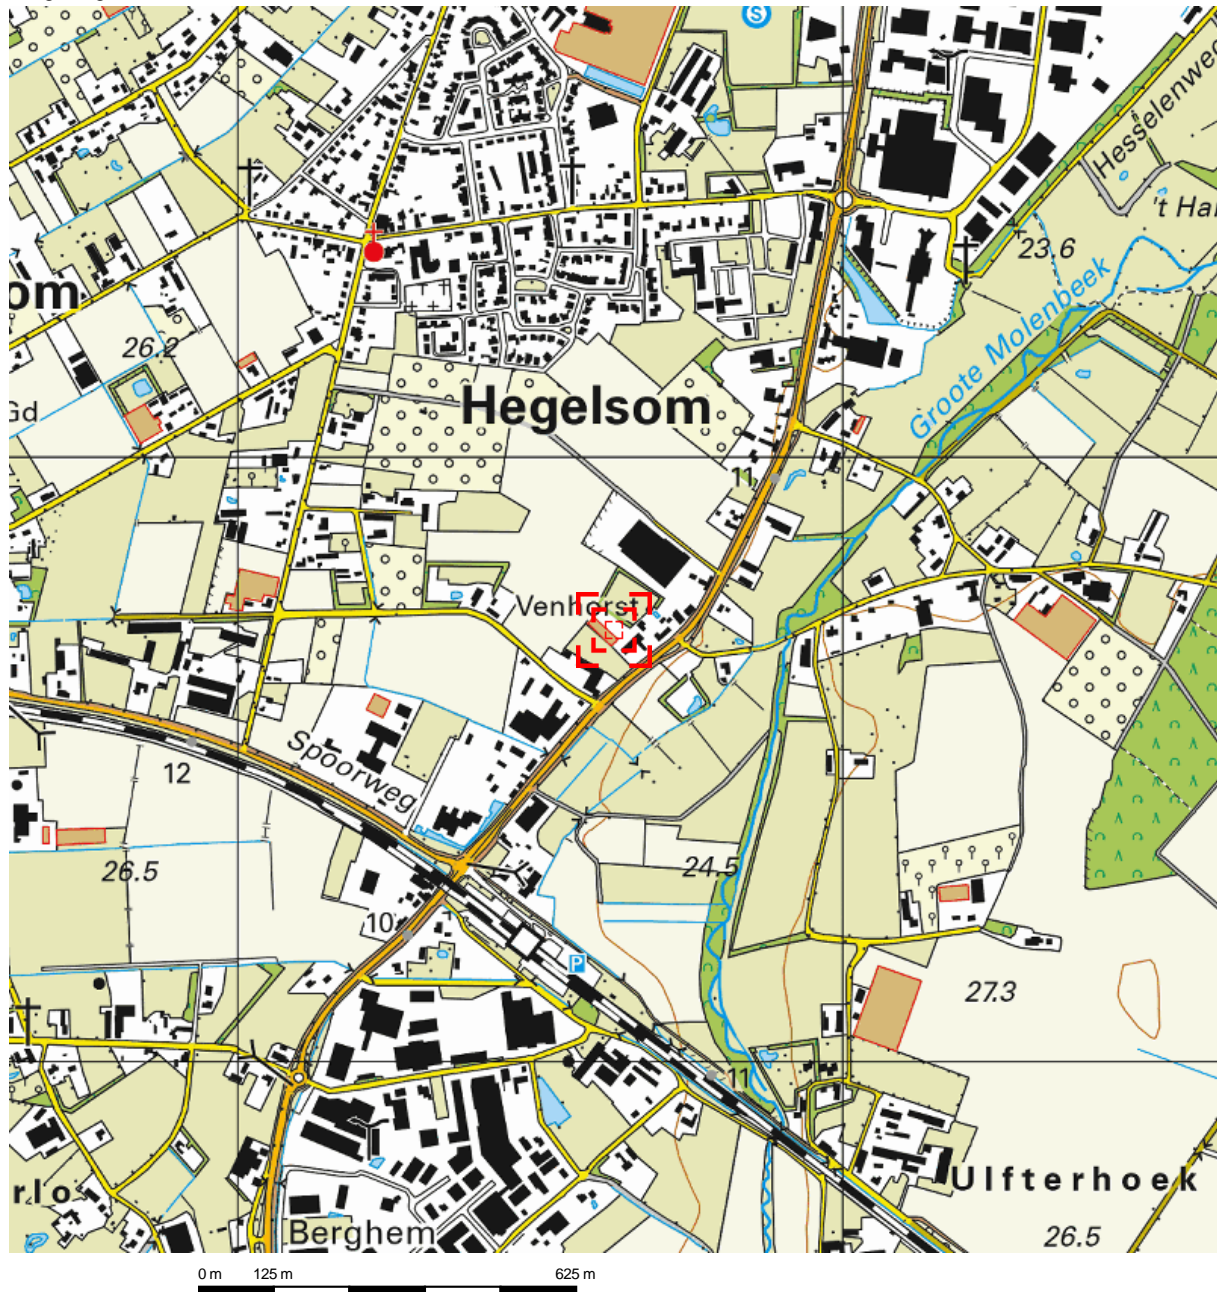 S
Hesselenweg
't Ha
23.6
om
26.2
Groote Molenbeek
Gd
Hegelsom
11
Venhorst
Spoorweg
12
24.5
26.5
10
P
27.3
11
Ulfterhoek
rlo
Berghem
26.5
0 m 125 m 625 m